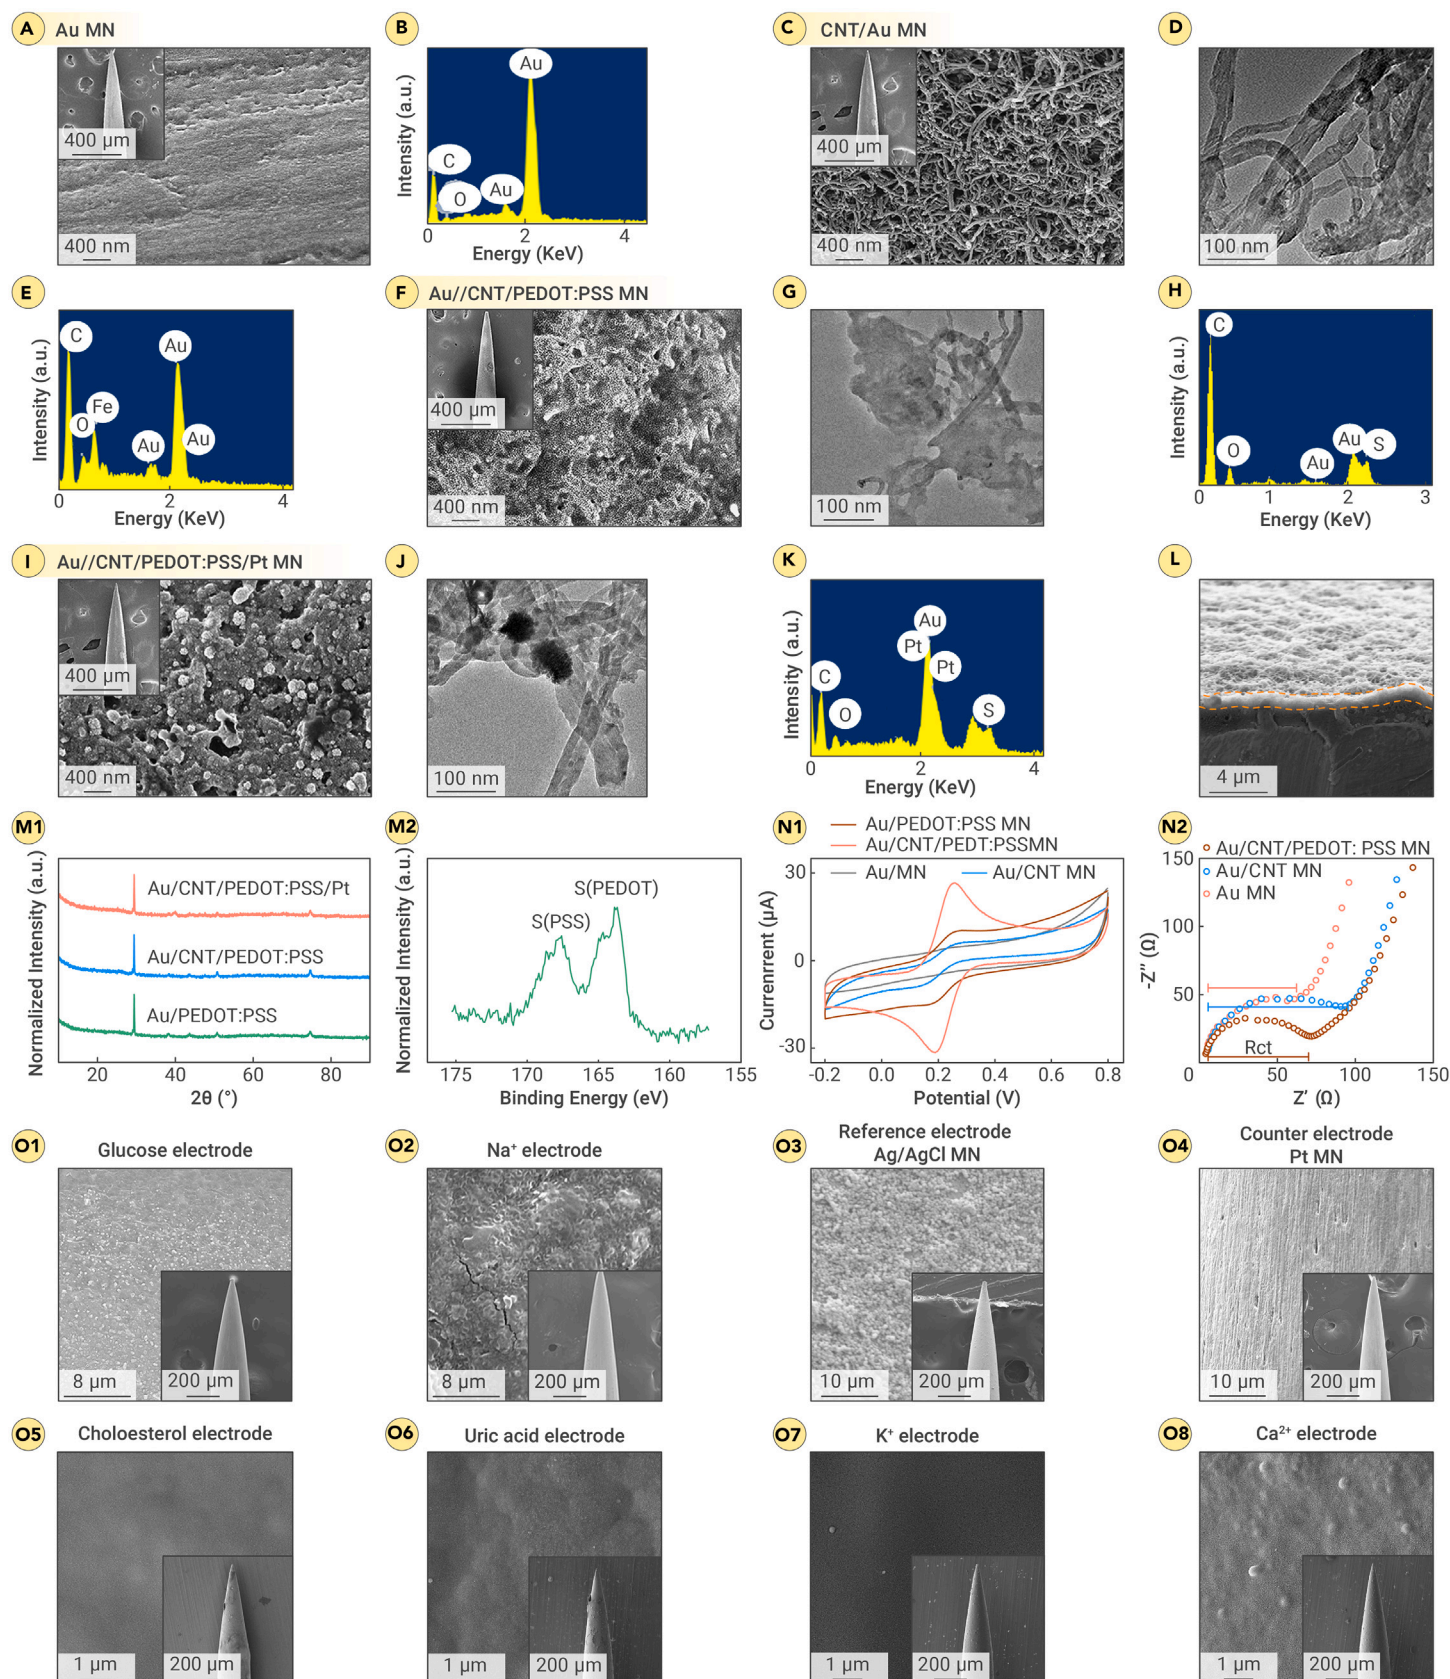 A Au MN
400 µm
400 nm
B
Intensity (a.u.)
Au
C
O
Au
0 2 4
Energy (KeV)
C CNT/Au MN
400 µm
400 nm
D
100 nm
E
Intensity (a.u.)
C
Au
Fe
O
Au
Au
0 2 4
Energy (KeV)
F Au//CNT/PEDOT:PSS MN
400 µm
400 nm
G
100 nm
H
Intensity (a.u.)
C
O
Au
Au
S
0 1 2 3
Energy (KeV)
I Au//CNT/PEDOT:PSS/Pt MN
400 µm
400 nm
J
100 nm
K
Intensity (a.u.)
Au
Pt
Pt
C
O
S
0 2 4
Energy (KeV)
L
4 µm
M1
Normalized Intensity (a.u.)
Au/CNT/PEDOT:PSS/Pt
Au/CNT/PEDOT:PSS
Au/PEDOT:PSS
20 40 60 80
2θ (°)
M2
Normalized Intensity (a.u.)
S(PEDOT)
S(PSS)
175 170 165 160 155
Binding Energy (eV)
N1
Au/PEDOT:PSS MN
Au/CNT/PEDT:PSSMN
Au/MN Au/CNT MN
Currenrrent (µA)
30
0
-30
-0.2 0.0 0.2 0.4 0.6 0.8
Potential (V)
N2
Au/CNT/PEDOT: PSS MN
Au/CNT MN
Au MN
-Z″ (Ω)
150
100
50
Rct
0 50 100 150
Z′ (Ω)
O1 Glucose electrode
8 µm
200 µm
O2 Na⁺ electrode
8 µm
200 µm
O3 Reference electrode
Ag/AgCl MN
10 µm
200 µm
O4 Counter electrode
Pt MN
10 µm
200 µm
O5 Choloesterol electrode
1 µm
200 µm
O6 Uric acid electrode
1 µm
200 µm
O7 K⁺ electrode
1 µm
200 µm
O8 Ca²⁺ electrode
1 µm
200 µm